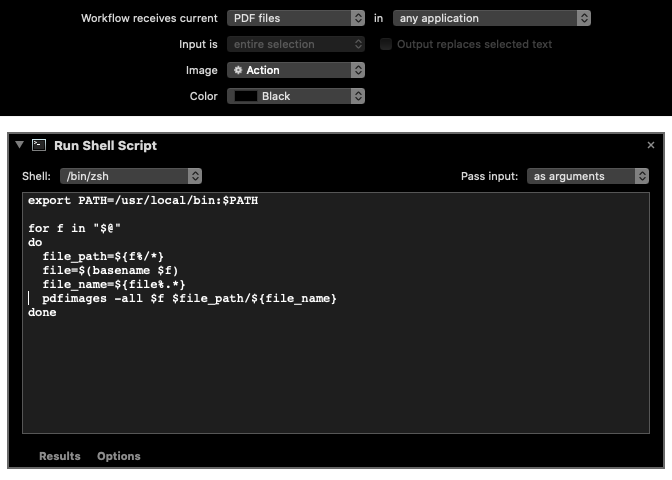 Workflow receives current PDF files in any application
Input is entire selection Output replaces selected text
Image Action
Color Black
Run Shell Script
Shell: /bin/zsh Pass input: as arguments
export PATH=/usr/local/bin:$PATH
for f in "$@"
do
file_path=${f%/*}
file=$(basename $f)
file_name=${file%.*}
pdfimages -all $f $file_path/${file_name}
done
Results Options